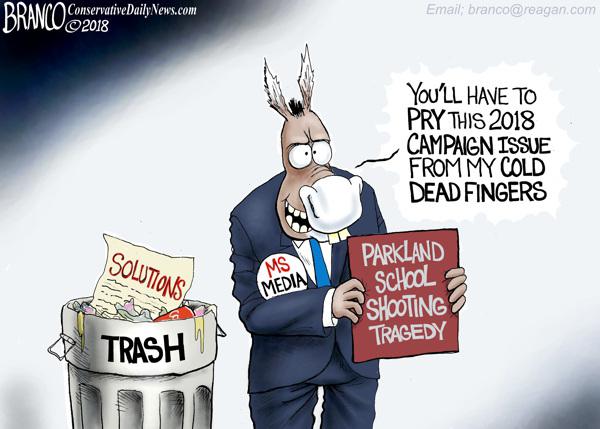 BRANCO ConservativeDailyNews.com
©2018
Email; branco@reagan.com
YOU'LL HAVE TO
PRY THIS 2018
CAMPAIGN ISSUE
FROM MY COLD
DEAD FINGERS
SOLUTIONS
TRASH
MS
MEDIA
PARKLAND
SCHOOL
SHOOTING
TRAGEDY